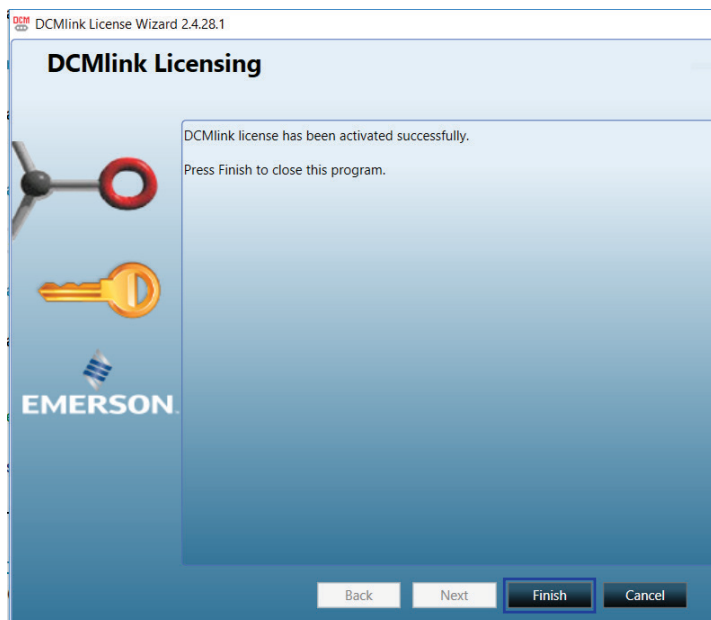 DCM
DCMlink License Wizard 2.4.28.1
DCMlink Licensing
DCMlink license has been activated successfully.
Press Finish to close this program.
EMERSON.
Back
Next
Finish
Cancel